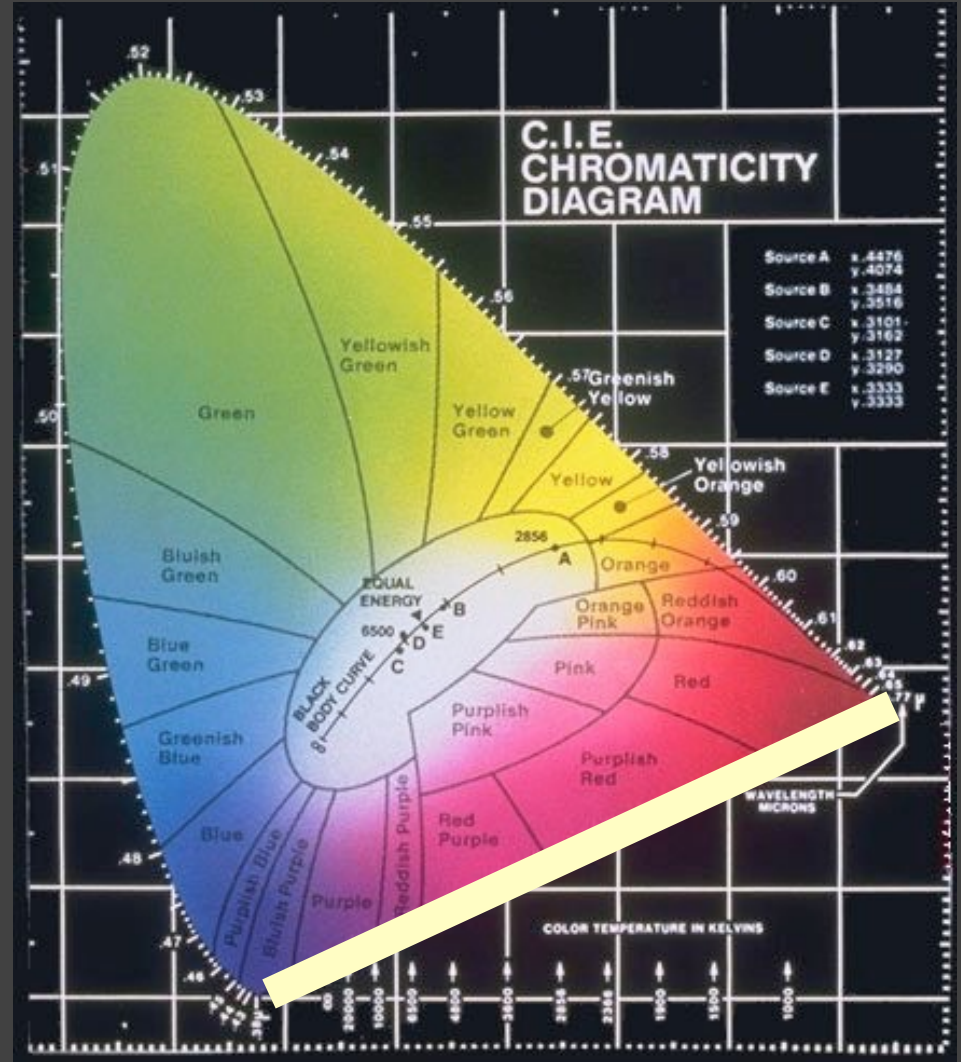 C.I.E.
CHROMATICITY
DIAGRAM
Source A x.4476
y.4074
Source B x.3484
y.3516
Source C x.3101
y.3162
Source D x.3127
y.3290
Source E x.3333
y.3333
.52
.53
.54
.51
.55
.56
.57
Greenish
Yellow
.58
Yellowish
Orange
.59
.60
.61
.62
.63
.64
.65
.77 μ
.50
.49
.48
.47
.46
Yellowish
Green
Green
Yellow
Green
Yellow
2856
A
Orange
Bluish
Green
EQUAL
ENERGY
B
E
6500
D
C
Orange
Pink
Reddish
Orange
Blue
Green
BLACK
BODY CURVE
Pink
Red
Greenish
Blue
Purplish
Pink
Purplish
Red
Blue
Purplish Blue
Bluish Purple
Purple
Reddish Purple
Red
Purple
WAVELENGTH
MICRONS
COLOR TEMPERATURE IN KELVINS
20000
10000
6500
4800
2856
1900
1500
1000